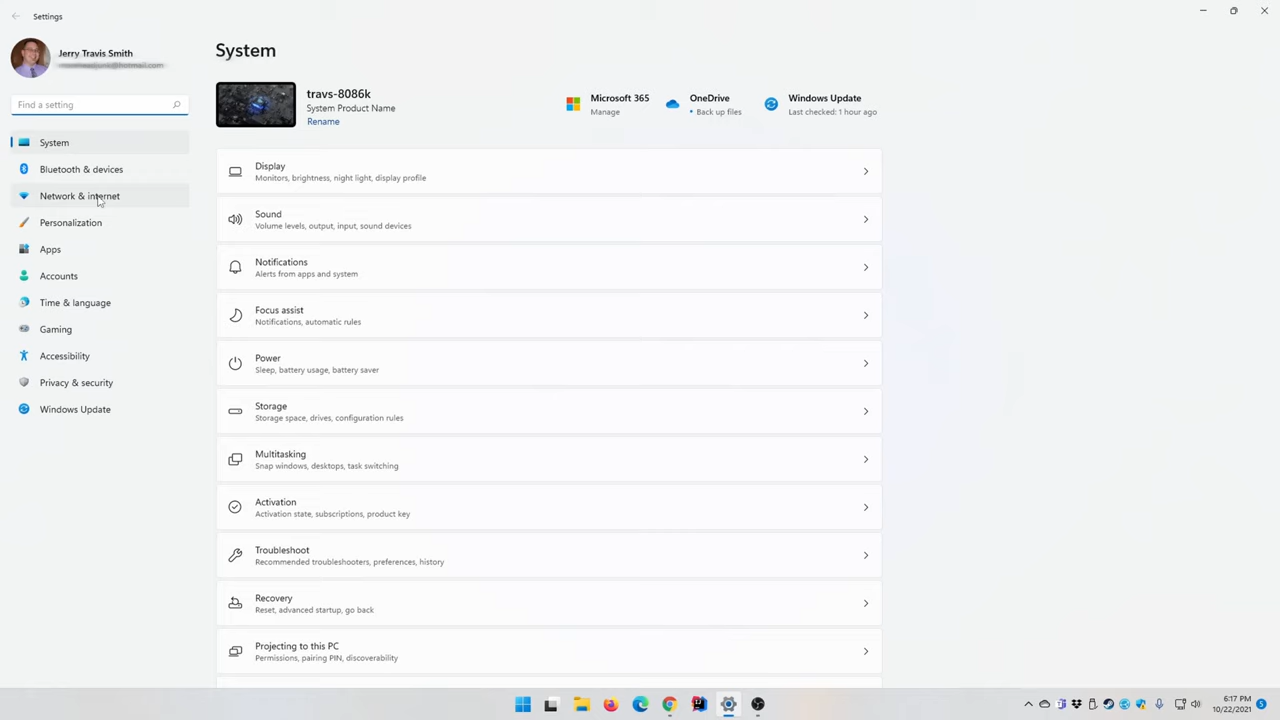 Settings
Jerry Travis Smith
Find a setting
System
Bluetooth & devices
Network & internet
Personalization
Apps
Accounts
Time & language
Gaming
Accessibility
Privacy & security
Windows Update
System
travs-8086k
System Product Name
Rename
Microsoft 365
Manage
OneDrive
• Back up files
Windows Update
Last checked: 1 hour ago
Display
Monitors, brightness, night light, display profile
Sound
Volume levels, output, input, sound devices
Notifications
Alerts from apps and system
Focus assist
Notifications, automatic rules
Power
Sleep, battery usage, battery saver
Storage
Storage space, drives, configuration rules
Multitasking
Snap windows, desktops, task switching
Activation
Activation state, subscriptions, product key
Troubleshoot
Recommended troubleshooters, preferences, history
Recovery
Reset, advanced startup, go back
Projecting to this PC
Permissions, pairing PIN, discoverability
6:17 PM
10/22/2021